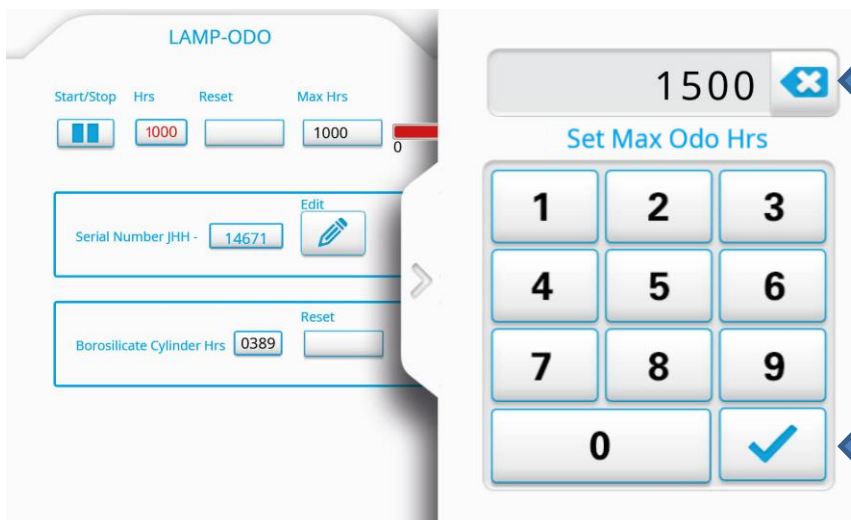 LAMP-ODO
Start/Stop Hrs Reset Max Hrs
1000 1000
0
Edit
Serial Number JHH - 14671
Reset
Borosilicate Cylinder Hrs 0389
1500
Set Max Odo Hrs
1 2 3
4 5 6
7 8 9
0